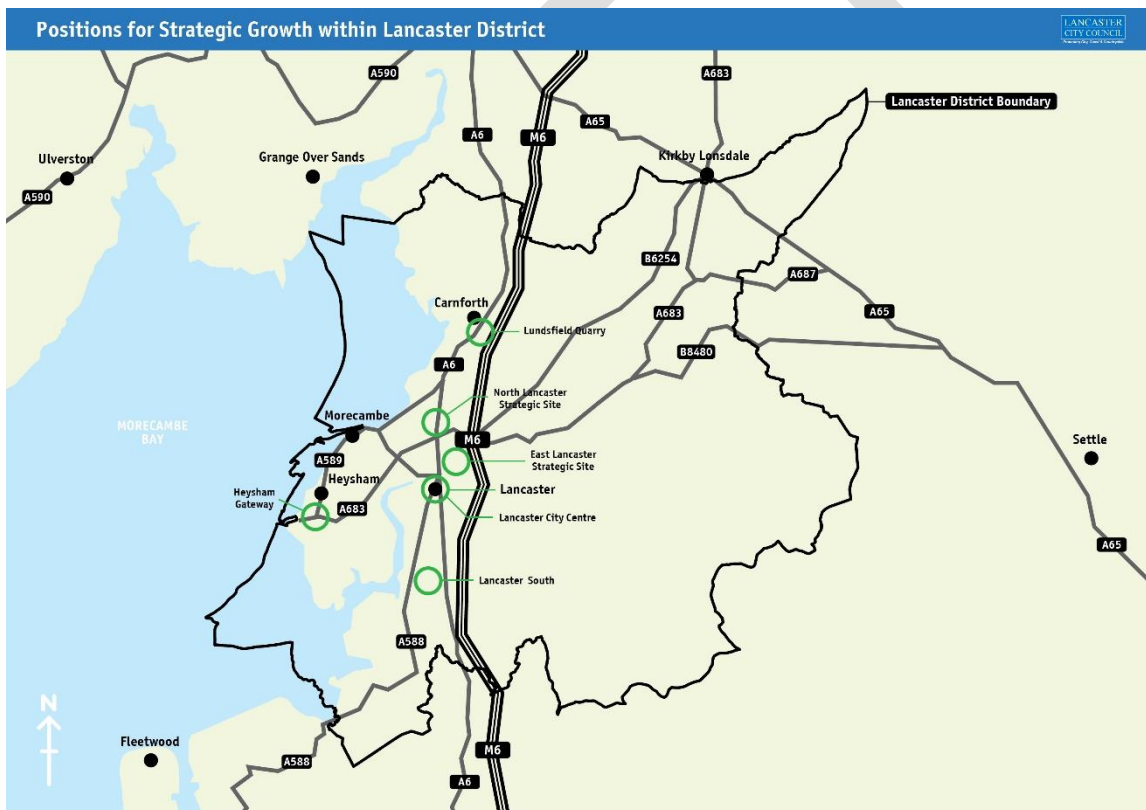 Positions for Strategic Growth within Lancaster District
LANCASTER
CITY COUNCIL
A590
A683
Lancaster District Boundary
A6
M6
A65
Ulverston
Grange Over Sands
Kirkby Lonsdale
A590
B6254
A687
Carnforth
A683
A65
Lundsfield Quarry
B8480
A6
North Lancaster
Strategic Site
Morecambe
MORECAMBE
BAY
M6
Settle
A589
East Lancaster
Strategic Site
Heysham
Lancaster
Heysham
Gateway
A683
Lancaster City Centre
A65
Lancaster South
A588
N
Fleetwood
M6
A588
A6